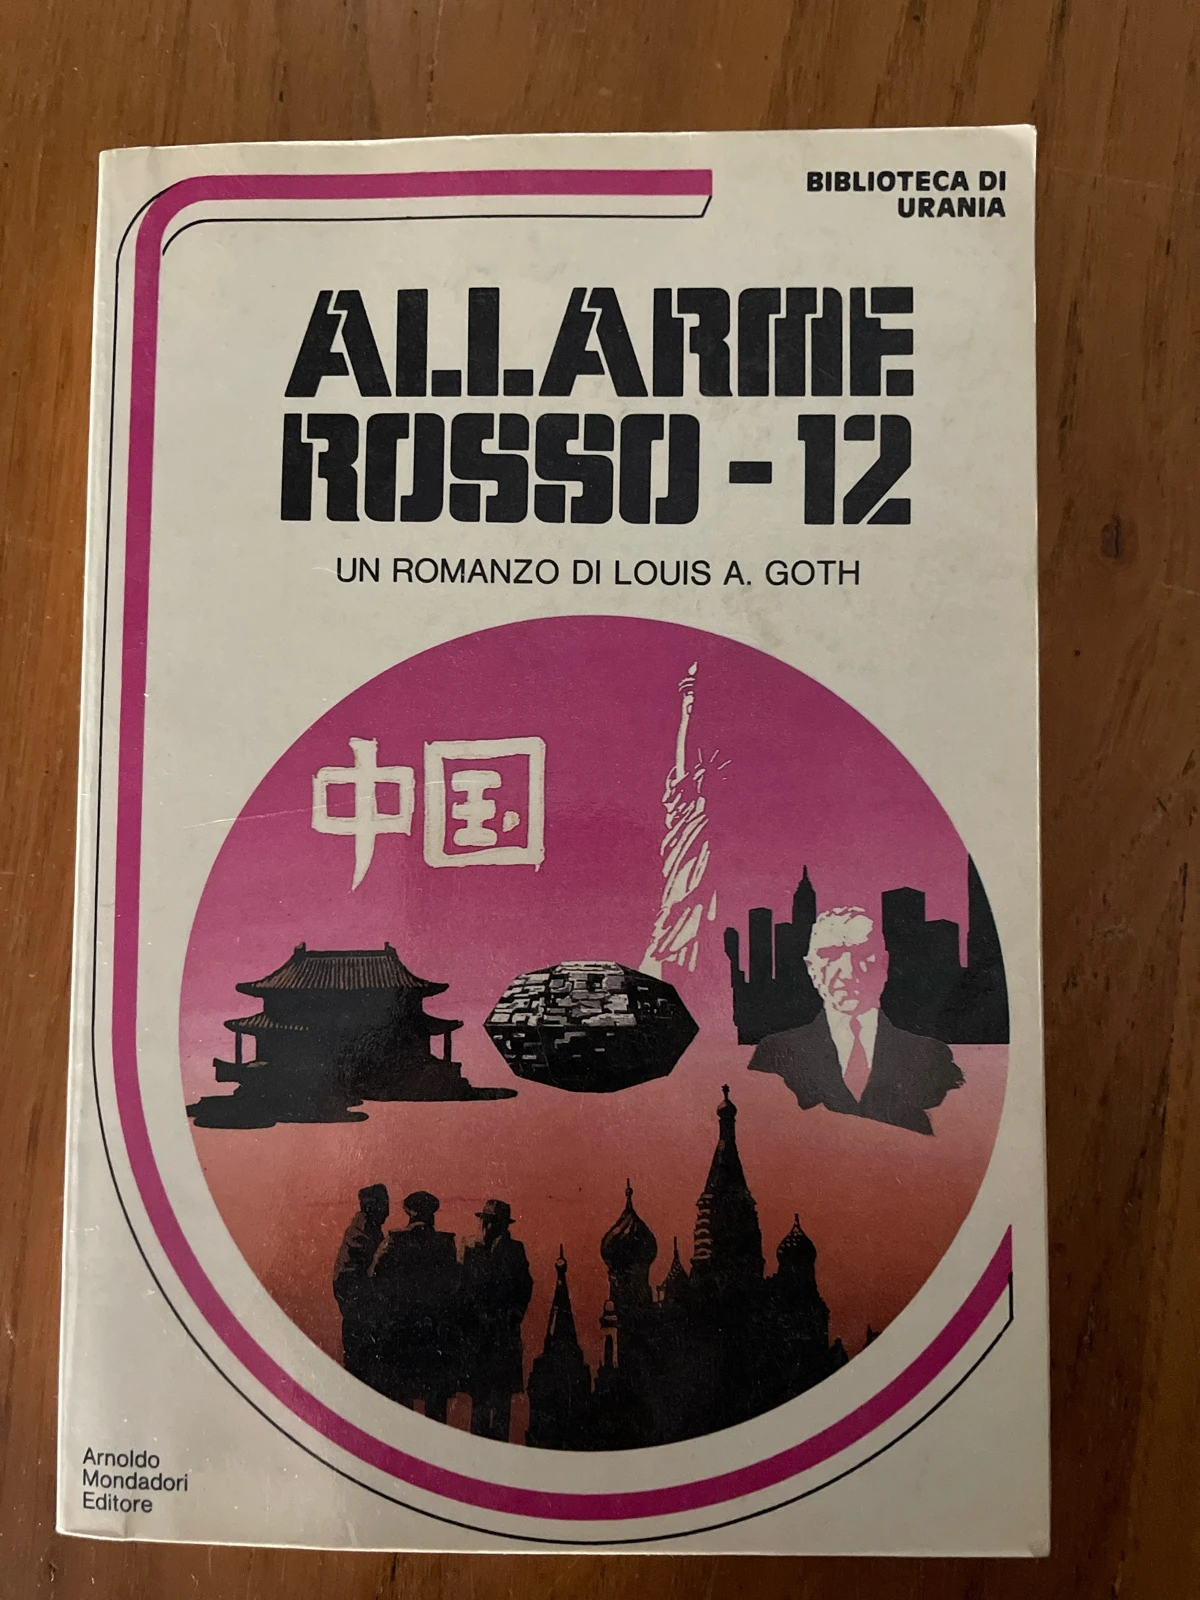 BIBLIOTECA DI
URANIA
ALLARME
ROSSO-12
UN ROMANZO DI LOUIS A. GOTH
中国
Arnoldo
Mondadori
Editore